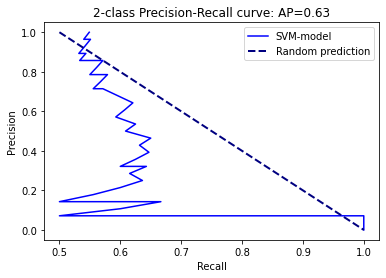 2-class Precision-Recall curve: AP=0.63
SVM-model
Random prediction
Precision
1.0
0.8
0.6
0.4
0.2
0.0
0.5 0.6 0.7 0.8 0.9 1.0
Recall